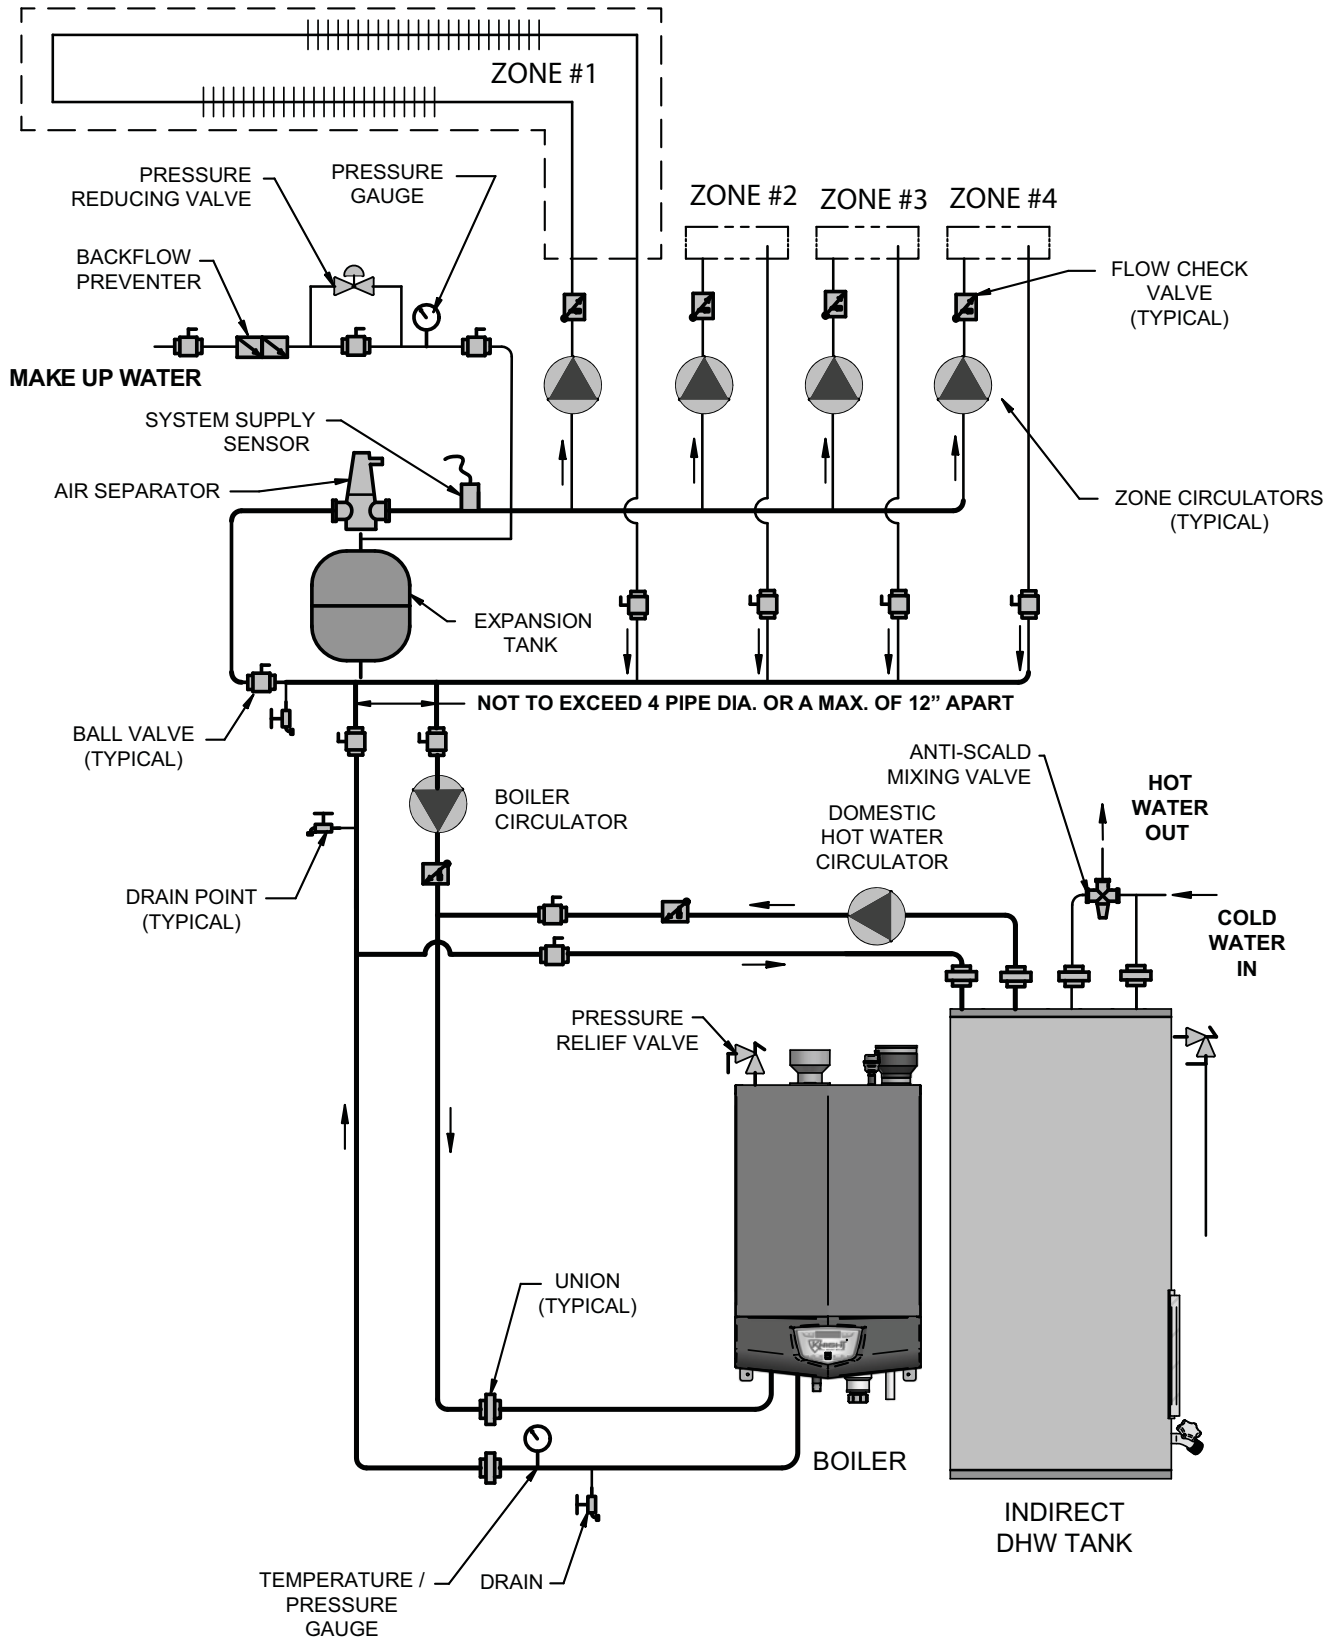 ZONE #1
PRESSURE
REDUCING VALVE
PRESSURE
GAUGE
ZONE #2
ZONE #3
ZONE #4
BACKFLOW
PREVENTER
FLOW CHECK
VALVE
(TYPICAL)
MAKE UP WATER
SYSTEM SUPPLY
SENSOR
AIR SEPARATOR
ZONE CIRCULATORS
(TYPICAL)
EXPANSION
TANK
NOT TO EXCEED 4 PIPE DIA. OR A MAX. OF 12” APART
BALL VALVE
(TYPICAL)
ANTI-SCALD
MIXING VALVE
HOT
WATER
OUT
BOILER
CIRCULATOR
DOMESTIC
HOT WATER
CIRCULATOR
DRAIN POINT
(TYPICAL)
COLD
WATER
IN
PRESSURE
RELIEF VALVE
UNION
(TYPICAL)
KNIGHT
BOILER
INDIRECT
DHW TANK
TEMPERATURE /
PRESSURE
GAUGE
DRAIN